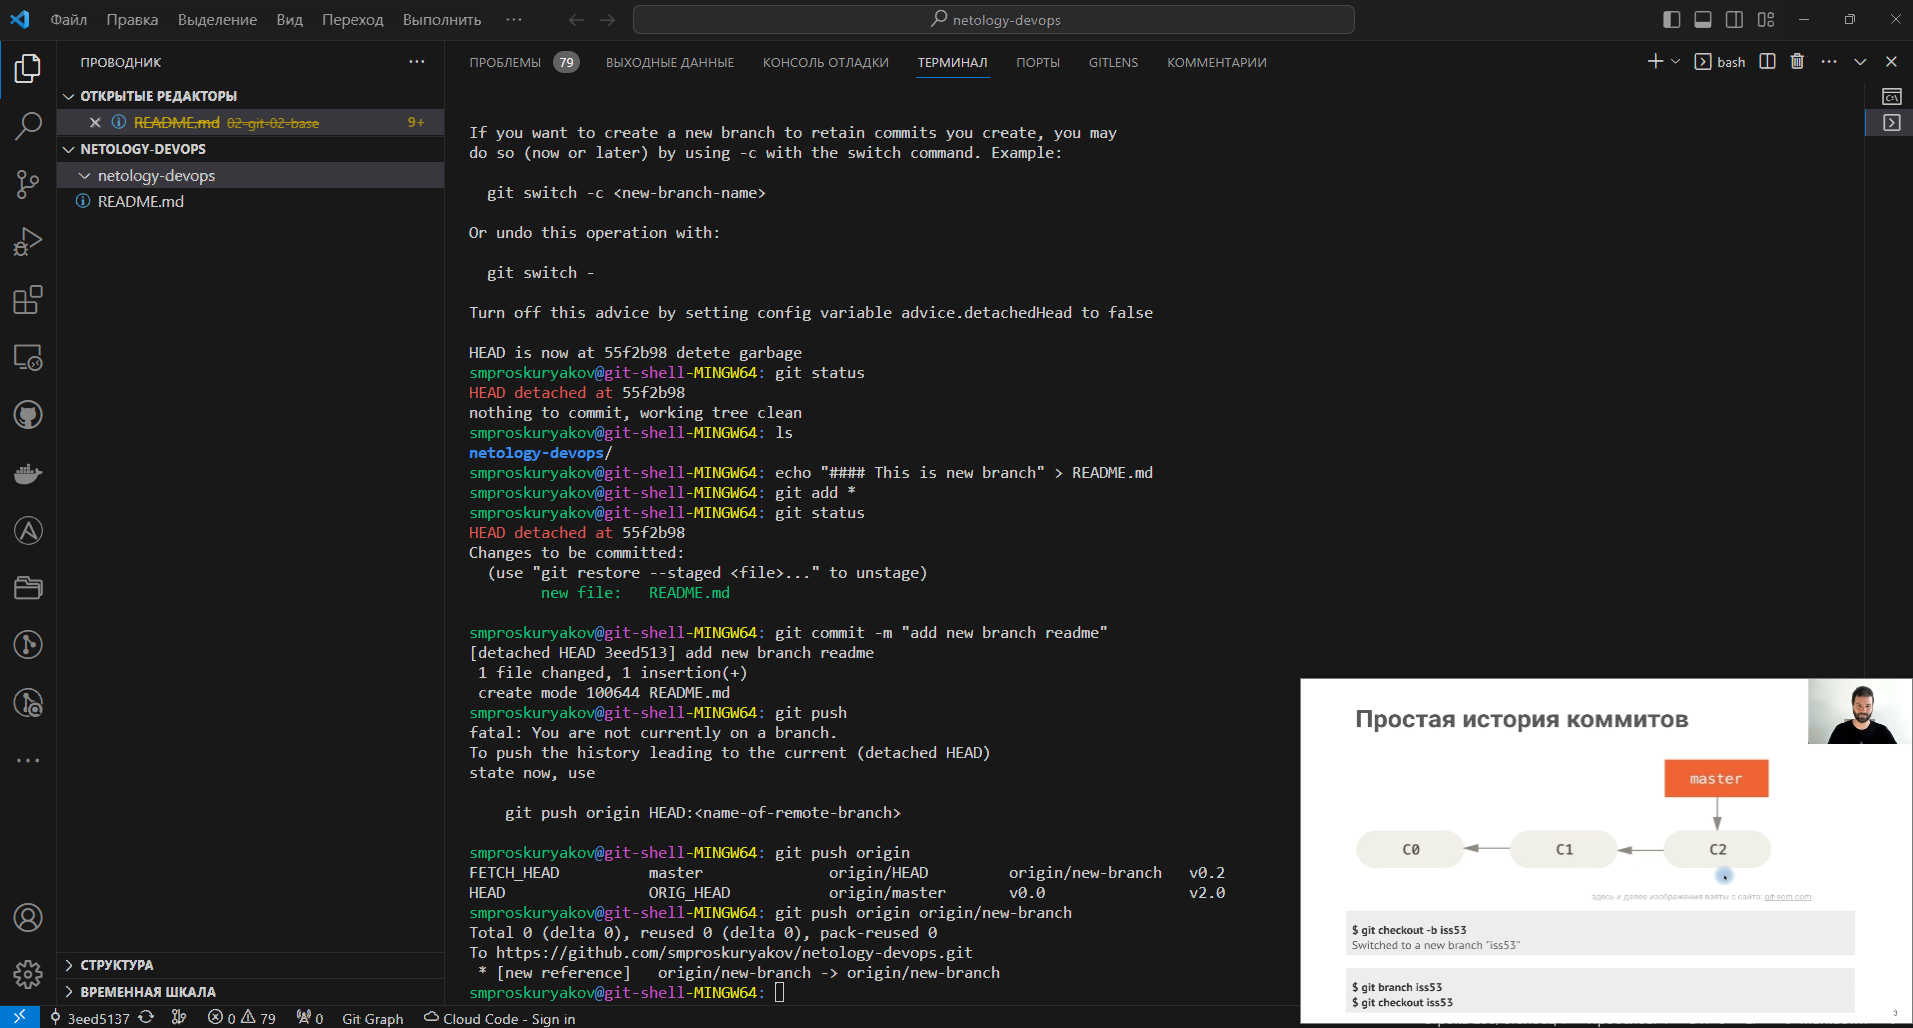 Файл Правка Выделение Вид Переход Выполнить ···
netology-devops
ПРОВОДНИК
ОТКРЫТЫЕ РЕДАКТОРЫ
README.md 02-git-02-base 9+
NETOLOGY-DEVOPS
netology-devops
README.md
СТРУКТУРА
ВРЕМЕННАЯ ШКАЛА
ПРОБЛЕМЫ 79 ВЫХОДНЫЕ ДАННЫЕ КОНСОЛЬ ОТЛАДКИ ТЕРМИНАЛ ПОРТЫ GITLENS КОММЕНТАРИИ
bash
If you want to create a new branch to retain commits you create, you may
do so (now or later) by using -c with the switch command. Example:
git switch -c <new-branch-name>
Or undo this operation with:
git switch -
Turn off this advice by setting config variable advice.detachedHead to false
HEAD is now at 55f2b98 detete garbage
smproskuryakov@git-shell-MINGW64: git status
HEAD detached at 55f2b98
nothing to commit, working tree clean
smproskuryakov@git-shell-MINGW64: ls
netology-devops/
smproskuryakov@git-shell-MINGW64: echo "#### This is new branch" > README.md
smproskuryakov@git-shell-MINGW64: git add *
smproskuryakov@git-shell-MINGW64: git status
HEAD detached at 55f2b98
Changes to be committed:
(use "git restore --staged <file>..." to unstage)
new file: README.md
smproskuryakov@git-shell-MINGW64: git commit -m "add new branch readme"
[detached HEAD 3eed513] add new branch readme
1 file changed, 1 insertion(+)
create mode 100644 README.md
smproskuryakov@git-shell-MINGW64: git push
fatal: You are not currently on a branch.
To push the history leading to the current (detached HEAD)
state now, use
git push origin HEAD:<name-of-remote-branch>
smproskuryakov@git-shell-MINGW64: git push origin
FETCH_HEAD master origin/HEAD origin/new-branch v0.2
HEAD ORIG_HEAD origin/master v0.0 v2.0
smproskuryakov@git-shell-MINGW64: git push origin origin/new-branch
Total 0 (delta 0), reused 0 (delta 0), pack-reused 0
To https://github.com/smproskuryakov/netology-devops.git
* [new reference] origin/new-branch -> origin/new-branch
smproskuryakov@git-shell-MINGW64:
Простая история коммитов
master
C0 C1 C2
здесь и далее изображения взяты с сайта: git-scm.com
$ git checkout -b iss53
Switched to a new branch "iss53"
$ git branch iss53
$ git checkout iss53
3
3eed5137 0 79 0 Git Graph Cloud Code - Sign in